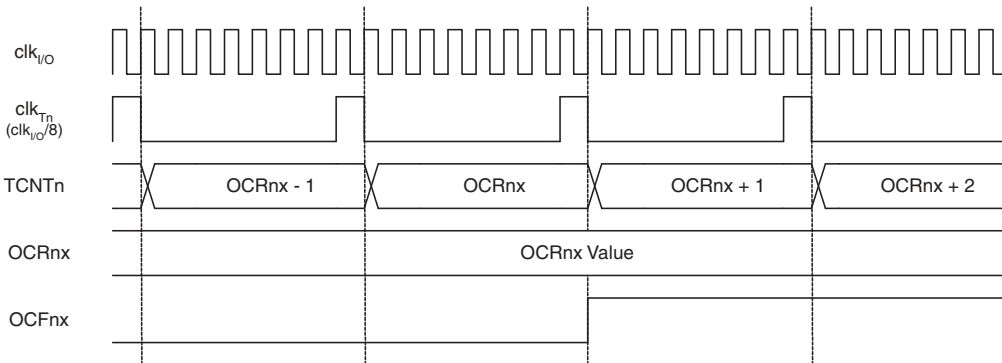 clkI/O
clkTn
(clkI/O/8)
TCNTn OCRnx - 1 OCRnx OCRnx + 1 OCRnx + 2
OCRnx OCRnx Value
OCFnx